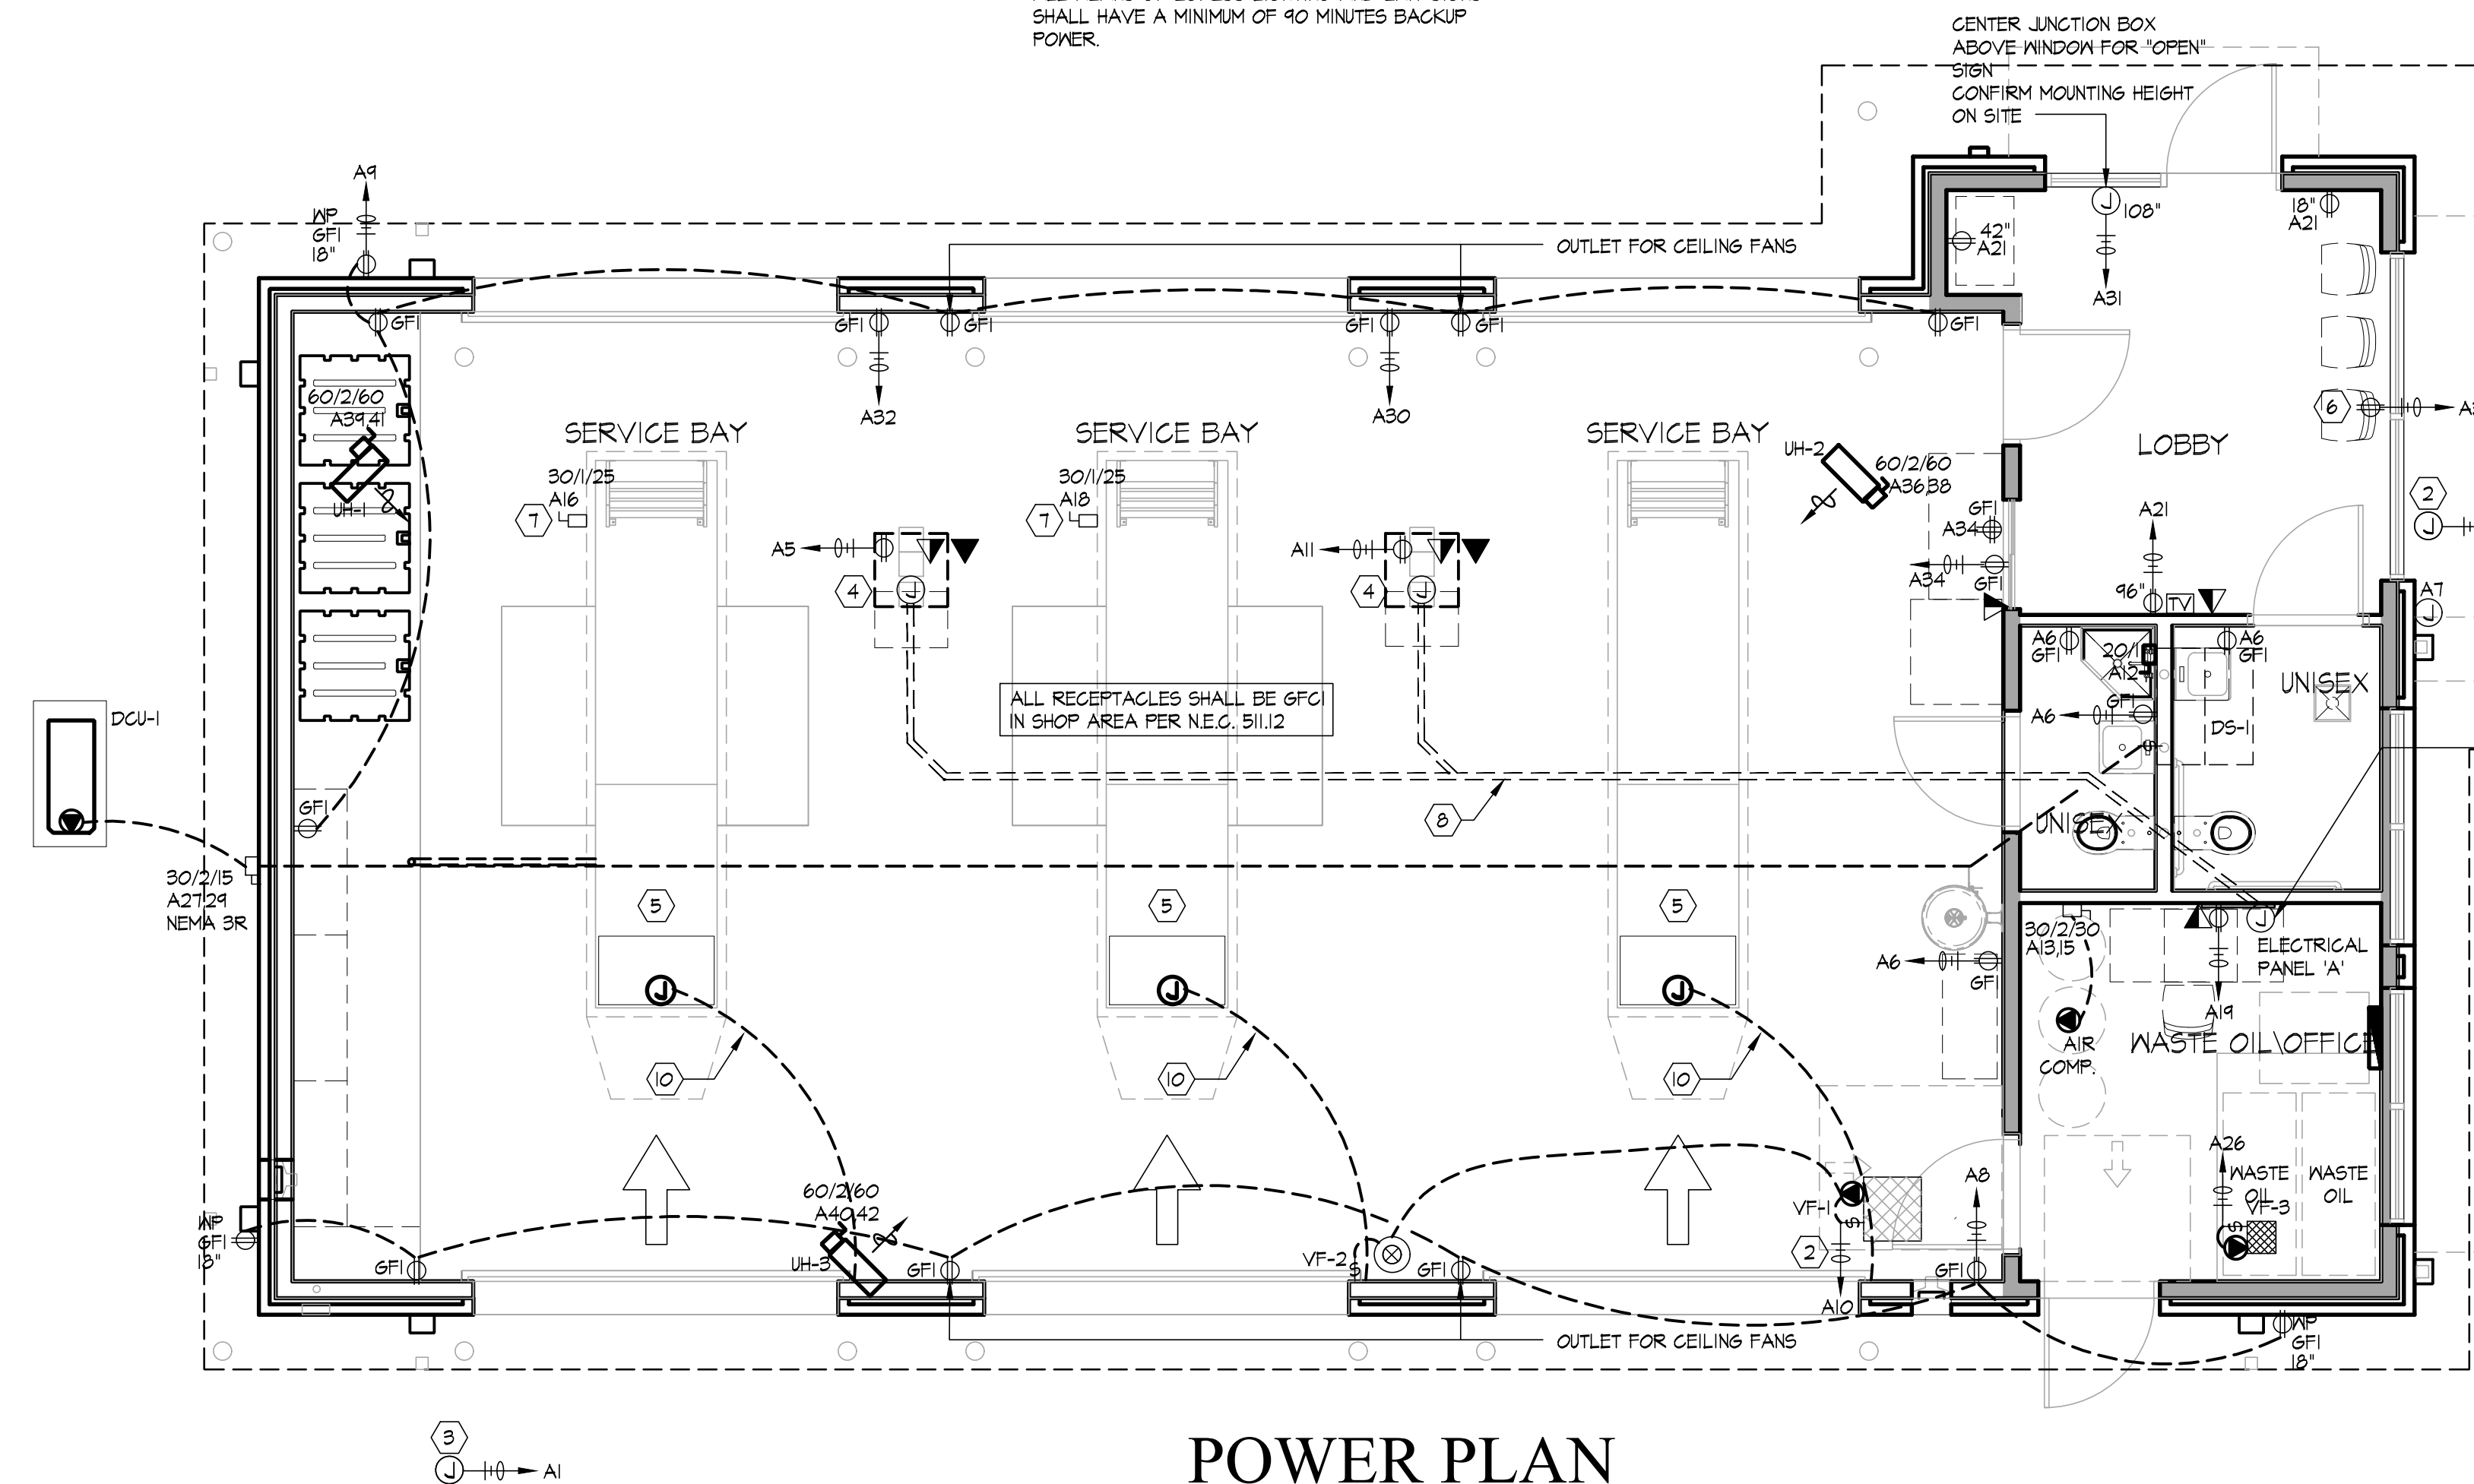 SHALL HAVE A MINIMUM OF 90 MINUTES BACKUP
POWER.
CENTER JUNCTION BOX
ABOVE WINDOW FOR "OPEN"
SIGN
CONFIRM MOUNTING HEIGHT
ON SITE
A9
WP
GFI
18"
OUTLET FOR CEILING FANS
J
108"
18"
A21
42"
A21
A31
GFI
GFI
GFI
GFI
GFI
GFI
60/2/60
A39,41
A32
A30
6
SERVICE BAY
SERVICE BAY
SERVICE BAY
LOBBY
UH-2
60/2/60
A36,38
30/1/25
A16
7
30/1/25
A18
7
UH-1
2
J
GFI
A34
A21
A5
A11
4
J
4
J
A34
GFI
96"
TV
A7
J
A6
GFI
A6
GFI
20/1
A12
GFI
A6
UNISEX
DS-1
ALL RECEPTACLES SHALL BE GFCI
IN SHOP AREA PER N.E.C. 511.12
DCU-1
GFI
8
UNISEX
30/2/15
A27,29
NEMA 3R
5
5
5
J
30/2/30
A13,15
ELECTRICAL
PANEL 'A'
A6
GFI
J
J
J
A19
AIR
COMP.
WASTE OIL\OFFICE
10
10
10
A26
WASTE
OIL
WASTE
OIL
VF-3
S
60/2/60
A40,42
A8
VF-1
S
WP
GFI
18"
UH-3
VF-2
S
2
GFI
GFI
GFI
GFI
A10
OUTLET FOR CEILING FANS
WP
GFI
18"
3
J
A1
POWER PLAN